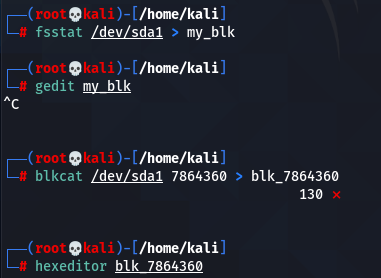 ┌──(root💀kali)-[/home/kali]
└─# fsstat /dev/sda1 > my_blk
┌──(root💀kali)-[/home/kali]
└─# gedit my_blk
^C
┌──(root💀kali)-[/home/kali]
└─# blkcat /dev/sda1 7864360 > blk_7864360
130 ⨯
┌──(root💀kali)-[/home/kali]
└─# hexeditor blk_7864360